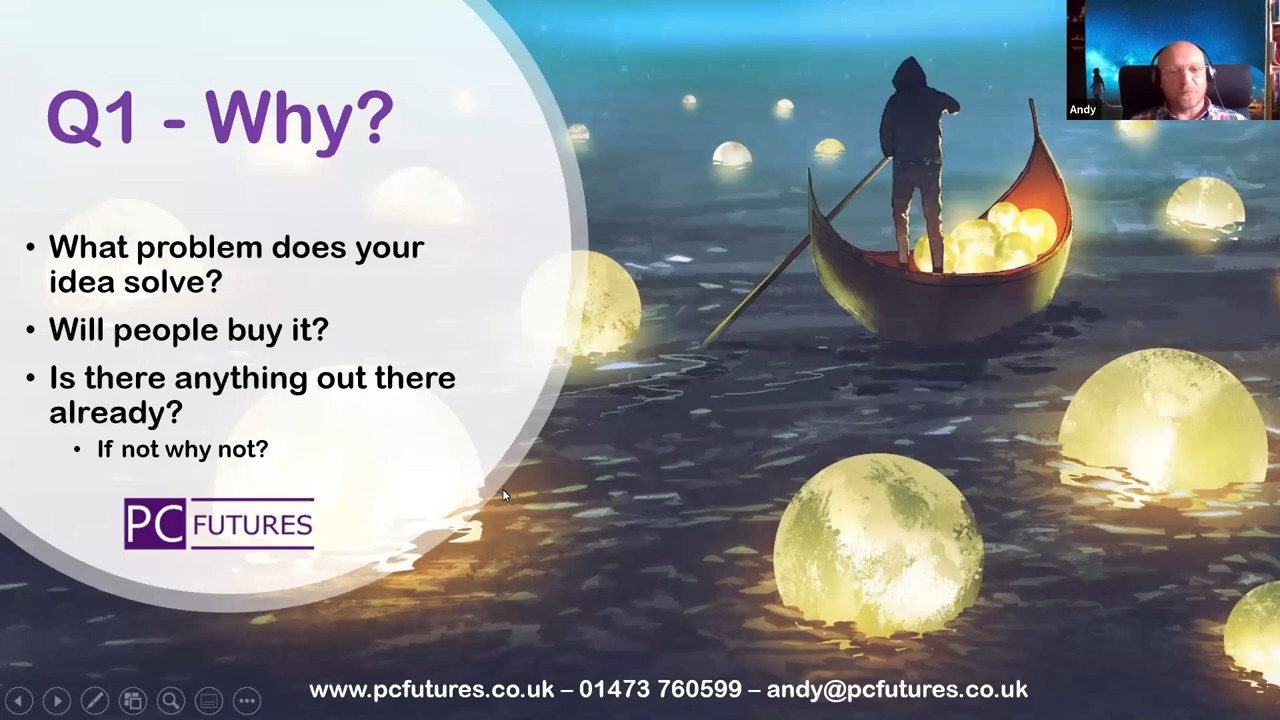 Q1 - Why?
Andy
• What problem does your
idea solve?
• Will people buy it?
• Is there anything out there
already?
• If not why not?
PC FUTURES
www.pcfutures.co.uk – 01473 760599 – andy@pcfutures.co.uk